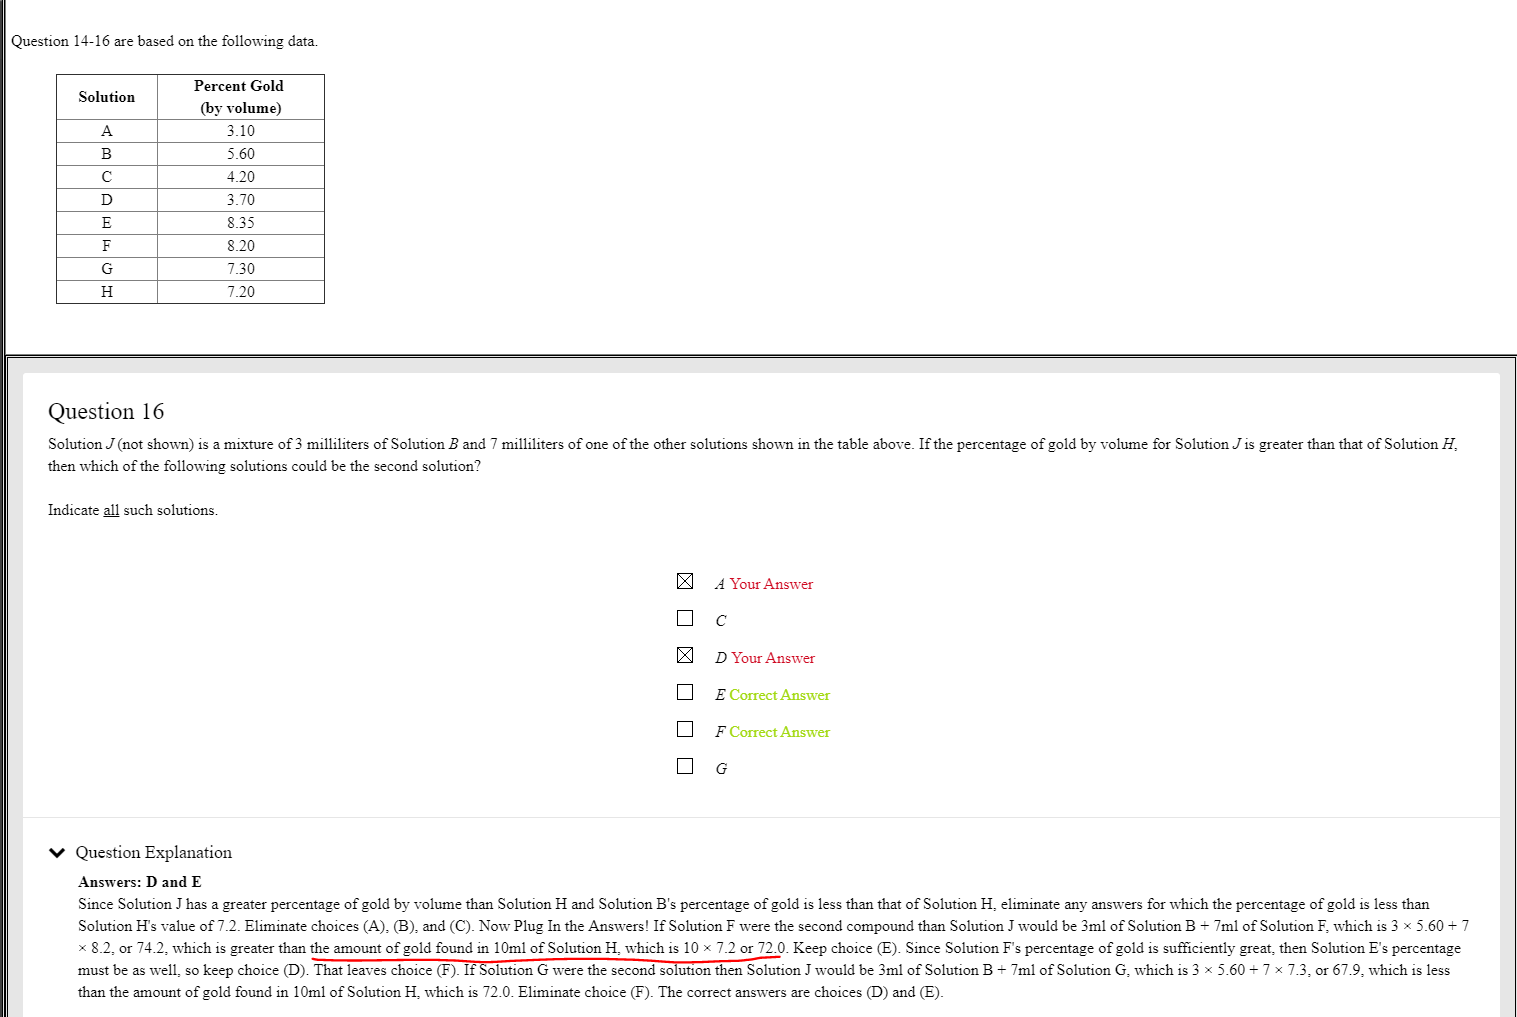 Question 14-16 are based on the following data.
Solution Percent Gold (by volume)
A 3.10
B 5.60
C 4.20
D 3.70
E 8.35
F 8.20
G 7.30
H 7.20
Question 16
Solution J (not shown) is a mixture of 3 milliliters of Solution B and 7 milliliters of one of the other solutions shown in the table above. If the percentage of gold by volume for Solution J is greater than that of Solution H,
then which of the following solutions could be the second solution?
Indicate all such solutions.
A Your Answer
C
D Your Answer
E Correct Answer
F Correct Answer
G
Question Explanation
Answers: D and E
Since Solution J has a greater percentage of gold by volume than Solution H and Solution B's percentage of gold is less than that of Solution H, eliminate any answers for which the percentage of gold is less than
Solution H's value of 7.2. Eliminate choices (A), (B), and (C). Now Plug In the Answers! If Solution F were the second compound than Solution J would be 3ml of Solution B + 7ml of Solution F, which is 3 × 5.60 + 7
× 8.2, or 74.2, which is greater than the amount of gold found in 10ml of Solution H, which is 10 × 7.2 or 72.0. Keep choice (E). Since Solution F's percentage of gold is sufficiently great, then Solution E's percentage
must be as well, so keep choice (D). That leaves choice (F). If Solution G were the second solution then Solution J would be 3ml of Solution B + 7ml of Solution G, which is 3 × 5.60 + 7 × 7.3, or 67.9, which is less
than the amount of gold found in 10ml of Solution H, which is 72.0. Eliminate choice (F). The correct answers are choices (D) and (E).